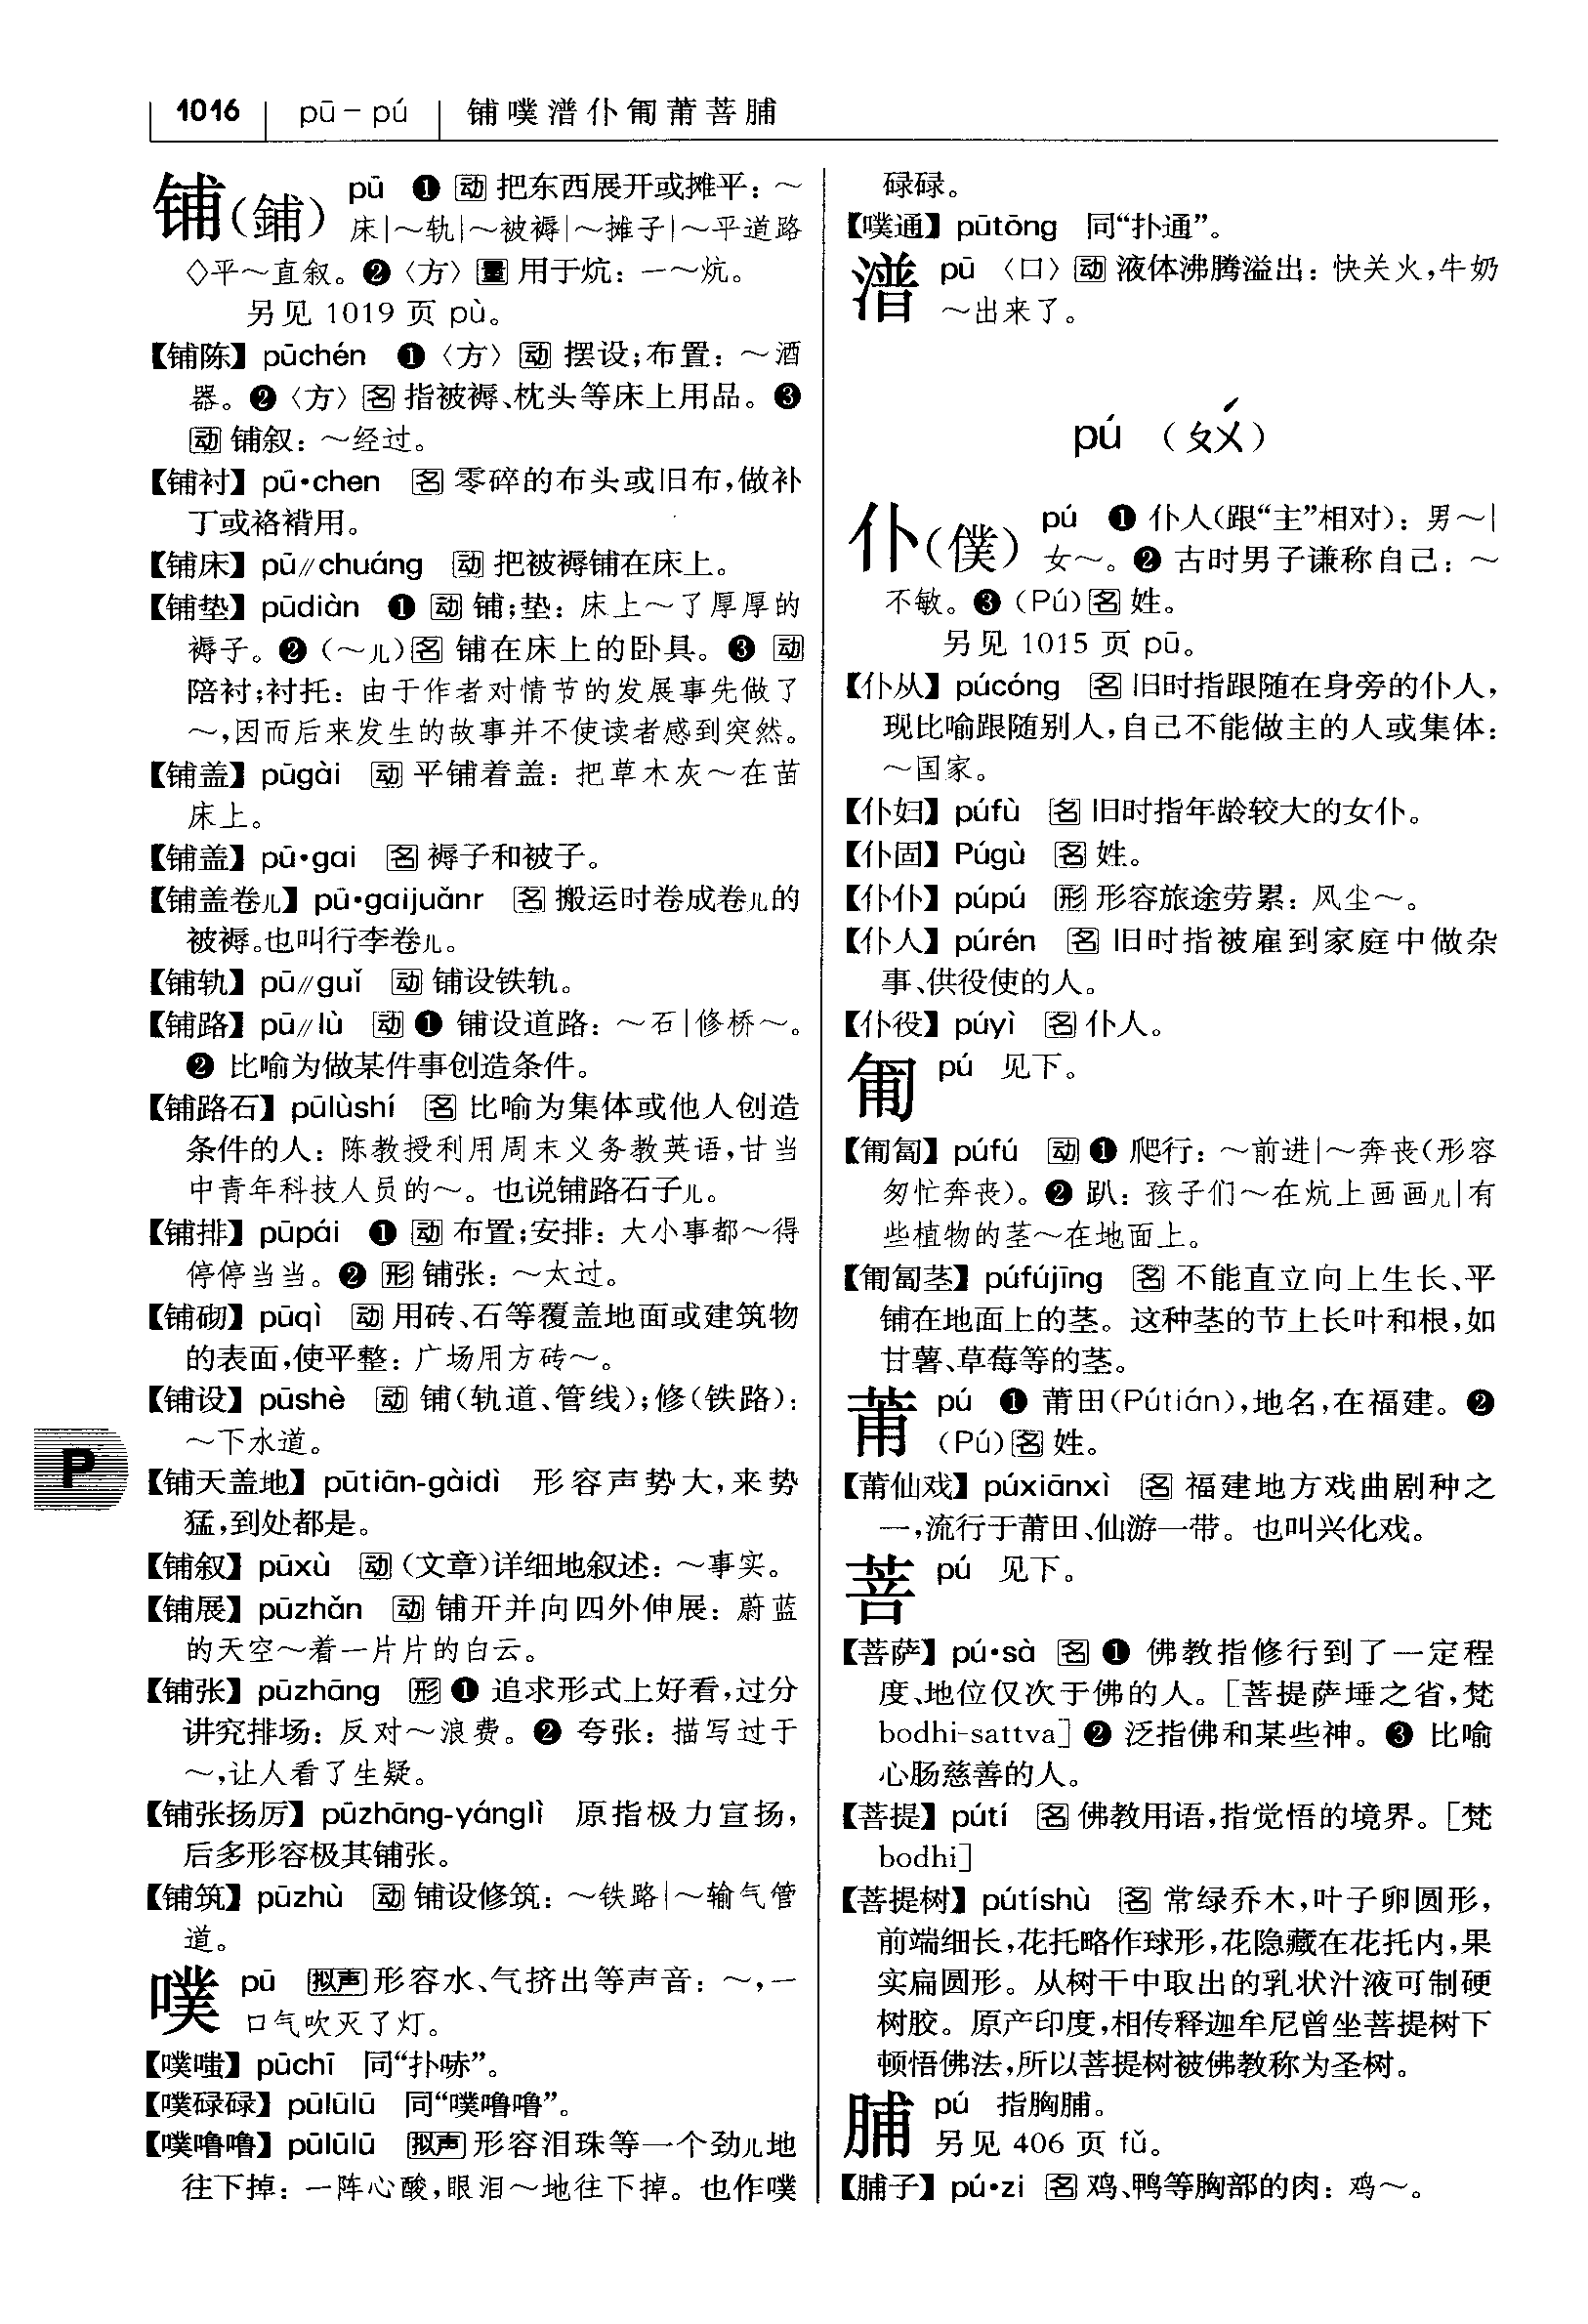 1016 pū－pú 铺噗潽仆匍莆菩脯
铺(鋪) pū ❶ 动 把东西展开或摊平：～
床|～轨|～被褥|～摊子|～平道路
◇平～直叙。❷〈方〉量 用于炕：一～炕。
另见 1019 页 pù。
【铺陈】pūchén ❶〈方〉动 摆设;布置：～酒
器。❷〈方〉名 指被褥、枕头等床上用品。❸
动 铺叙：～经过。
【铺衬】pū•chen 名 零碎的布头或旧布,做补
丁或袼褙用。
【铺床】pū//chuáng 动 把被褥铺在床上。
【铺垫】pūdiàn ❶ 动 铺;垫：床上～了厚厚的
褥子。❷（～儿）名 铺在床上的卧具。❸ 动
陪衬;衬托：由于作者对情节的发展事先做了
～,因而后来发生的故事并不使读者感到突然。
【铺盖】pūgài 动 平铺着盖：把草木灰～在苗
床上。
【铺盖】pū•gai 名 褥子和被子。
【铺盖卷儿】pū•gaijuǎnr 名 搬运时卷成卷儿的
被褥。也叫行李卷儿。
【铺轨】pū//guǐ 动 铺设铁轨。
【铺路】pū//lù 动 ❶ 铺设道路：～石|修桥～。
❷ 比喻为做某件事创造条件。
【铺路石】pūlùshí 名 比喻为集体或他人创造
条件的人：陈教授利用周末义务教英语,甘当
中青年科技人员的～。也说铺路石子儿。
【铺排】pūpái ❶ 动 布置;安排：大小事都～得
停停当当。❷ 形 铺张：～太过。
【铺砌】pūqì 动 用砖、石等覆盖地面或建筑物
的表面,使平整：广场用方砖～。
【铺设】pūshè 动 铺(轨道、管线);修(铁路)：
～下水道。
P
【铺天盖地】pūtiān-gàidì 形容声势大,来势
猛,到处都是。
【铺叙】pūxù 动（文章)详细地叙述：～事实。
【铺展】pūzhǎn 动 铺开并向四外伸展：蔚蓝
的天空～着一片片的白云。
【铺张】pūzhāng 形 ❶ 追求形式上好看,过分
讲究排场：反对～浪费。❷ 夸张：描写过于
～,让人看了生疑。
【铺张扬厉】pūzhāng-yánglì 原指极力宣扬,
后多形容极其铺张。
【铺筑】pūzhù 动 铺设修筑：～铁路|～输气管
道。
噗 pū 拟声 形容水、气挤出等声音：～,一
口气吹灭了灯。
【噗嗤】pūchī 同“扑哧”。
【噗碌碌】pūlūlū 同“噗噜噜”。
【噗噜噜】pūlūlū 拟声 形容泪珠等一个劲儿地
往下掉：一阵心酸,眼泪～地往下掉。也作噗
碌碌。
【噗通】pūtōng 同“扑通”。
潽 pū〈口〉动 液体沸腾溢出：快关火,牛奶
～出来了。
pú （ㄆㄨˊ）
仆(僕) pú ❶ 仆人(跟“主”相对)：男～|
女～。❷ 古时男子谦称自己：～
不敏。❸（Pú）名 姓。
另见 1015 页 pū。
【仆从】púcóng 名 旧时指跟随在身旁的仆人,
现比喻跟随别人,自己不能做主的人或集体：
～国家。
【仆妇】púfù 名 旧时指年龄较大的女仆。
【仆固】Púgù 名 姓。
【仆仆】púpú 形 形容旅途劳累：风尘～。
【仆人】púrén 名 旧时指被雇到家庭中做杂
事、供役使的人。
【仆役】púyì 名 仆人。
匍 pú 见下。
【匍匐】púfú 动 ❶ 爬行：～前进|～奔丧(形容
匆忙奔丧)。❷ 趴：孩子们～在炕上画画儿|有
些植物的茎～在地面上。
【匍匐茎】púfújīng 名 不能直立向上生长、平
铺在地面上的茎。这种茎的节上长叶和根,如
甘薯、草莓等的茎。
莆 pú ❶ 莆田(Pútián),地名,在福建。❷
（Pú）名 姓。
【莆仙戏】púxiānxì 名 福建地方戏曲剧种之
一,流行于莆田、仙游一带。也叫兴化戏。
菩 pú 见下。
【菩萨】pú•sà 名 ❶ 佛教指修行到了一定程
度、地位仅次于佛的人。［菩提萨埵之省,梵
bodhi-sattva］❷ 泛指佛和某些神。❸ 比喻
心肠慈善的人。
【菩提】pútí 名 佛教用语,指觉悟的境界。［梵
bodhi］
【菩提树】pútíshù 名 常绿乔木,叶子卵圆形,
前端细长,花托略作球形,花隐藏在花托内,果
实扁圆形。从树干中取出的乳状汁液可制硬
树胶。原产印度,相传释迦牟尼曾坐菩提树下
顿悟佛法,所以菩提树被佛教称为圣树。
脯 pú 指胸脯。
另见 406 页 fǔ。
【脯子】pú•zi 名 鸡、鸭等胸部的肉：鸡～。